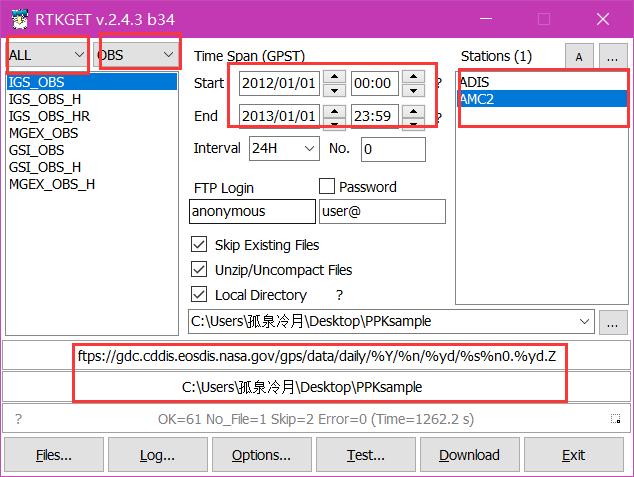 RTKGET v.2.4.3 b34
ALL
OBS
Time Span (GPST)
Stations (1)
A
...
IGS_OBS
IGS_OBS_H
IGS_OBS_HR
MGEX_OBS
GSI_OBS
GSI_OBS_H
MGEX_OBS_H
Start 2012/01/01 00:00 ?
End 2013/01/01 23:59 ?
Interval 24H No. 0
FTP Login Password
anonymous user@
Skip Existing Files
Unzip/Uncompact Files
Local Directory ?
C:\Users\孤泉冷月\Desktop\PPKsample ...
ADIS
AMC2
ftps://gdc.cddis.eosdis.nasa.gov/gps/data/daily/%Y/%n/%yd/%s%n0.%yd.Z
C:\Users\孤泉冷月\Desktop\PPKsample
? OK=61 No_File=1 Skip=2 Error=0 (Time=1262.2 s)
Files... Log... Options... Test... Download Exit